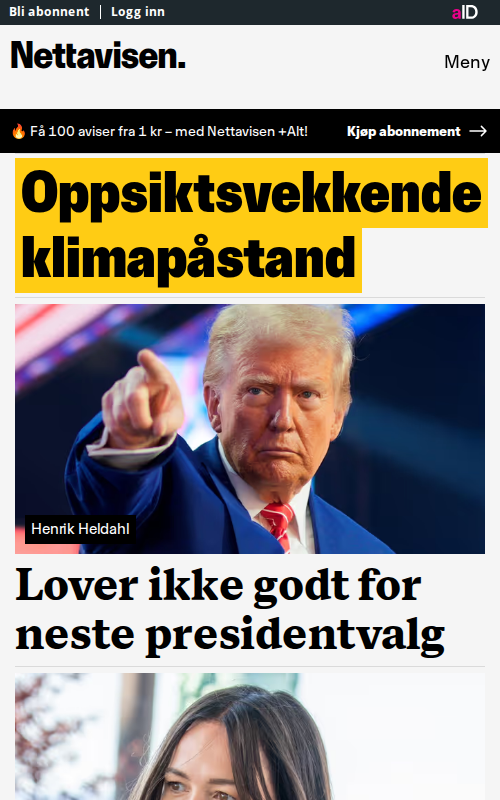 Bli abonnent | Logg inn
aID
Nettavisen.
Meny
🔥 Få 100 aviser fra 1 kr – med Nettavisen +Alt!
Kjøp abonnement →
Oppsiktsvekkende
klimapåstand
Henrik Heldahl
Lover ikke godt for
neste presidentvalg